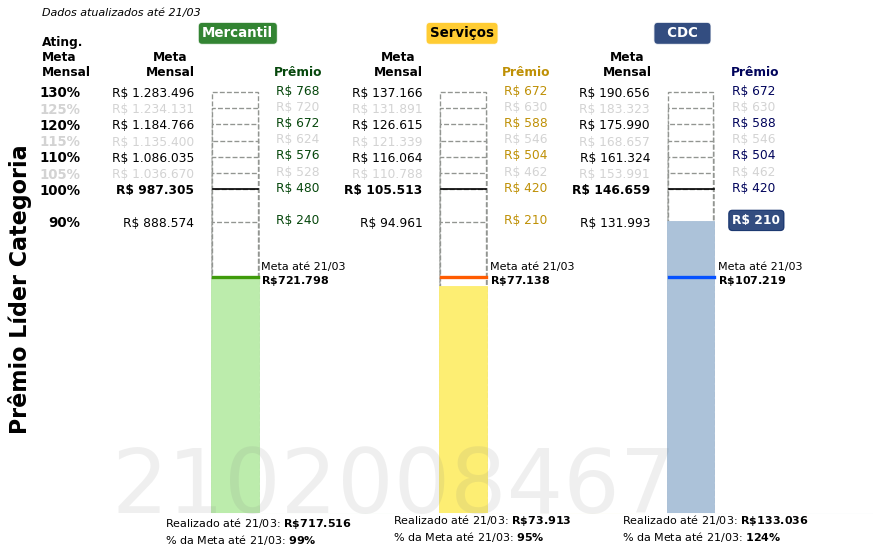 Dados atualizados até 21/03
Mercantil Serviços CDC
Ating. Meta Mensal Meta Mensal Prêmio Meta Mensal Prêmio Meta Mensal Prêmio
130% R$ 1.283.496 R$ 768 R$ 137.166 R$ 672 R$ 190.656 R$ 672
125% R$ 1.234.131 R$ 720 R$ 131.891 R$ 630 R$ 183.323 R$ 630
120% R$ 1.184.766 R$ 672 R$ 126.615 R$ 588 R$ 175.990 R$ 588
115% R$ 1.135.400 R$ 624 R$ 121.339 R$ 546 R$ 168.657 R$ 546
110% R$ 1.086.035 R$ 576 R$ 116.064 R$ 504 R$ 161.324 R$ 504
105% R$ 1.036.670 R$ 528 R$ 110.788 R$ 462 R$ 153.991 R$ 462
100% R$ 987.305 R$ 480 R$ 105.513 R$ 420 R$ 146.659 R$ 420
90% R$ 888.574 R$ 240 R$ 94.961 R$ 210 R$ 131.993 R$ 210
Meta até 21/03 Meta até 21/03 Meta até 21/03
R$721.798 R$77.138 R$107.219
Prêmio Líder Categoria
2102008467
Realizado até 21/03: R$717.516 Realizado até 21/03: R$73.913 Realizado até 21/03: R$133.036
% da Meta até 21/03: 99% % da Meta até 21/03: 95% % da Meta até 21/03: 124%